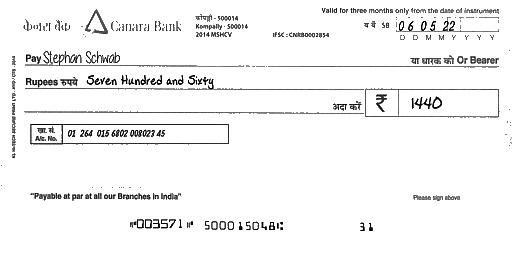 Valid for three months only from the date of instrument
केनरा बैंक Canara Bank
कोमपल्ली - 500014
Kompally - 500014
2014 MSHCV
IFSC : CNRB0002854
SB 06 05 22
D D M M Y Y Y Y
Pay Stephan Schwab या धारक को Or Bearer
Rupees रुपये Seven Hundred and Sixty
अदा करें ₹ 1440
खा. सं.
A/c. No. 01 264 015 6802 008023 45
"Payable at par at all our Branches in India"
Please sign above
⑈003571⑈ 500015048⑆ 31